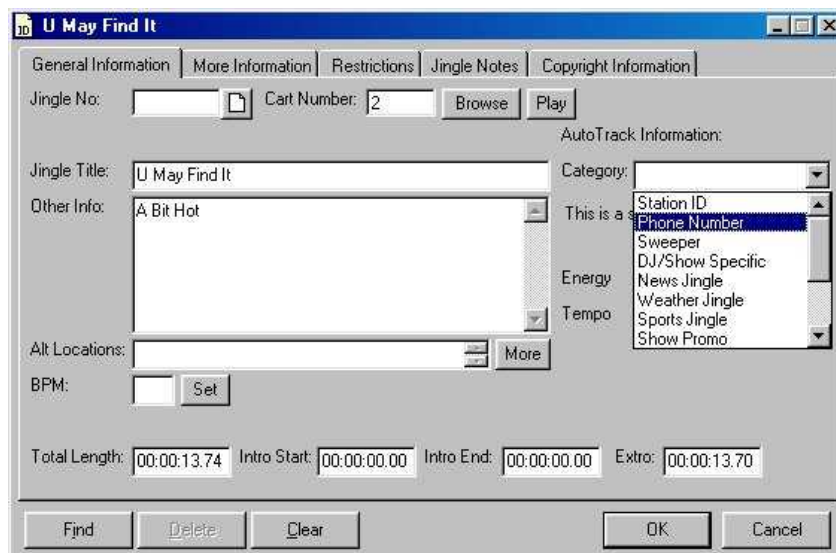 U May Find It
General Information More Information Restrictions Jingle Notes Copyright Information
Jingle No: Cart Number: 2 Browse Play
AutoTrack Information:
Jingle Title: U May Find It Category:
Other Info: A Bit Hot
This is a s
Station ID
Phone Number
Sweeper
DJ/Show Specific
News Jingle
Weather Jingle
Sports Jingle
Show Promo
Energy
Tempo
Alt Locations: More
BPM: Set
Total Length: 00:00:13.74 Intro Start: 00:00:00.00 Intro End: 00:00:00.00 Extro: 00:00:13.70
Find Delete Clear OK Cancel